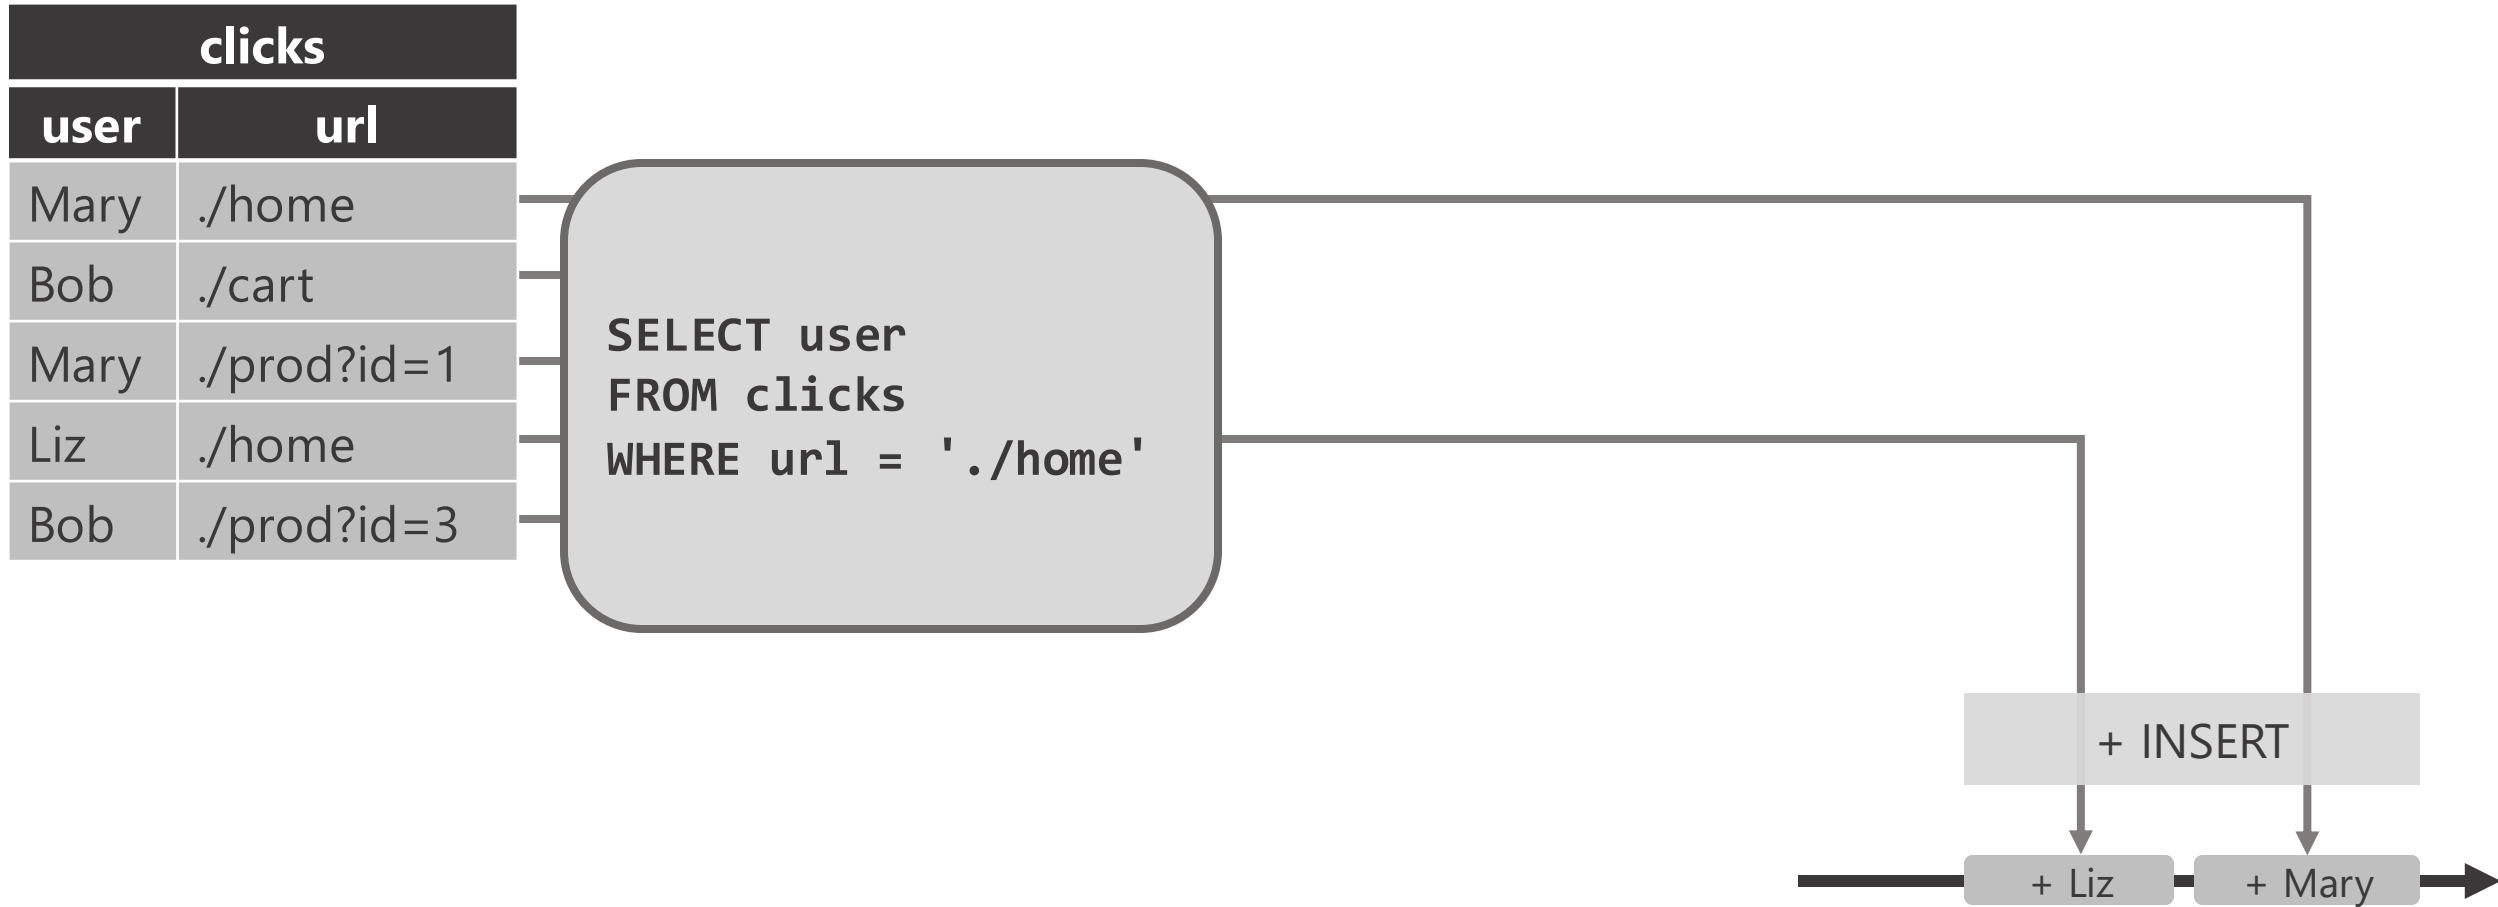 clicks
user url
Mary ./home
Bob ./cart
Mary ./prod?id=1
Liz ./home
Bob ./prod?id=3
SELECT user
FROM clicks
WHERE url = './home'
+ INSERT
+ Liz + Mary